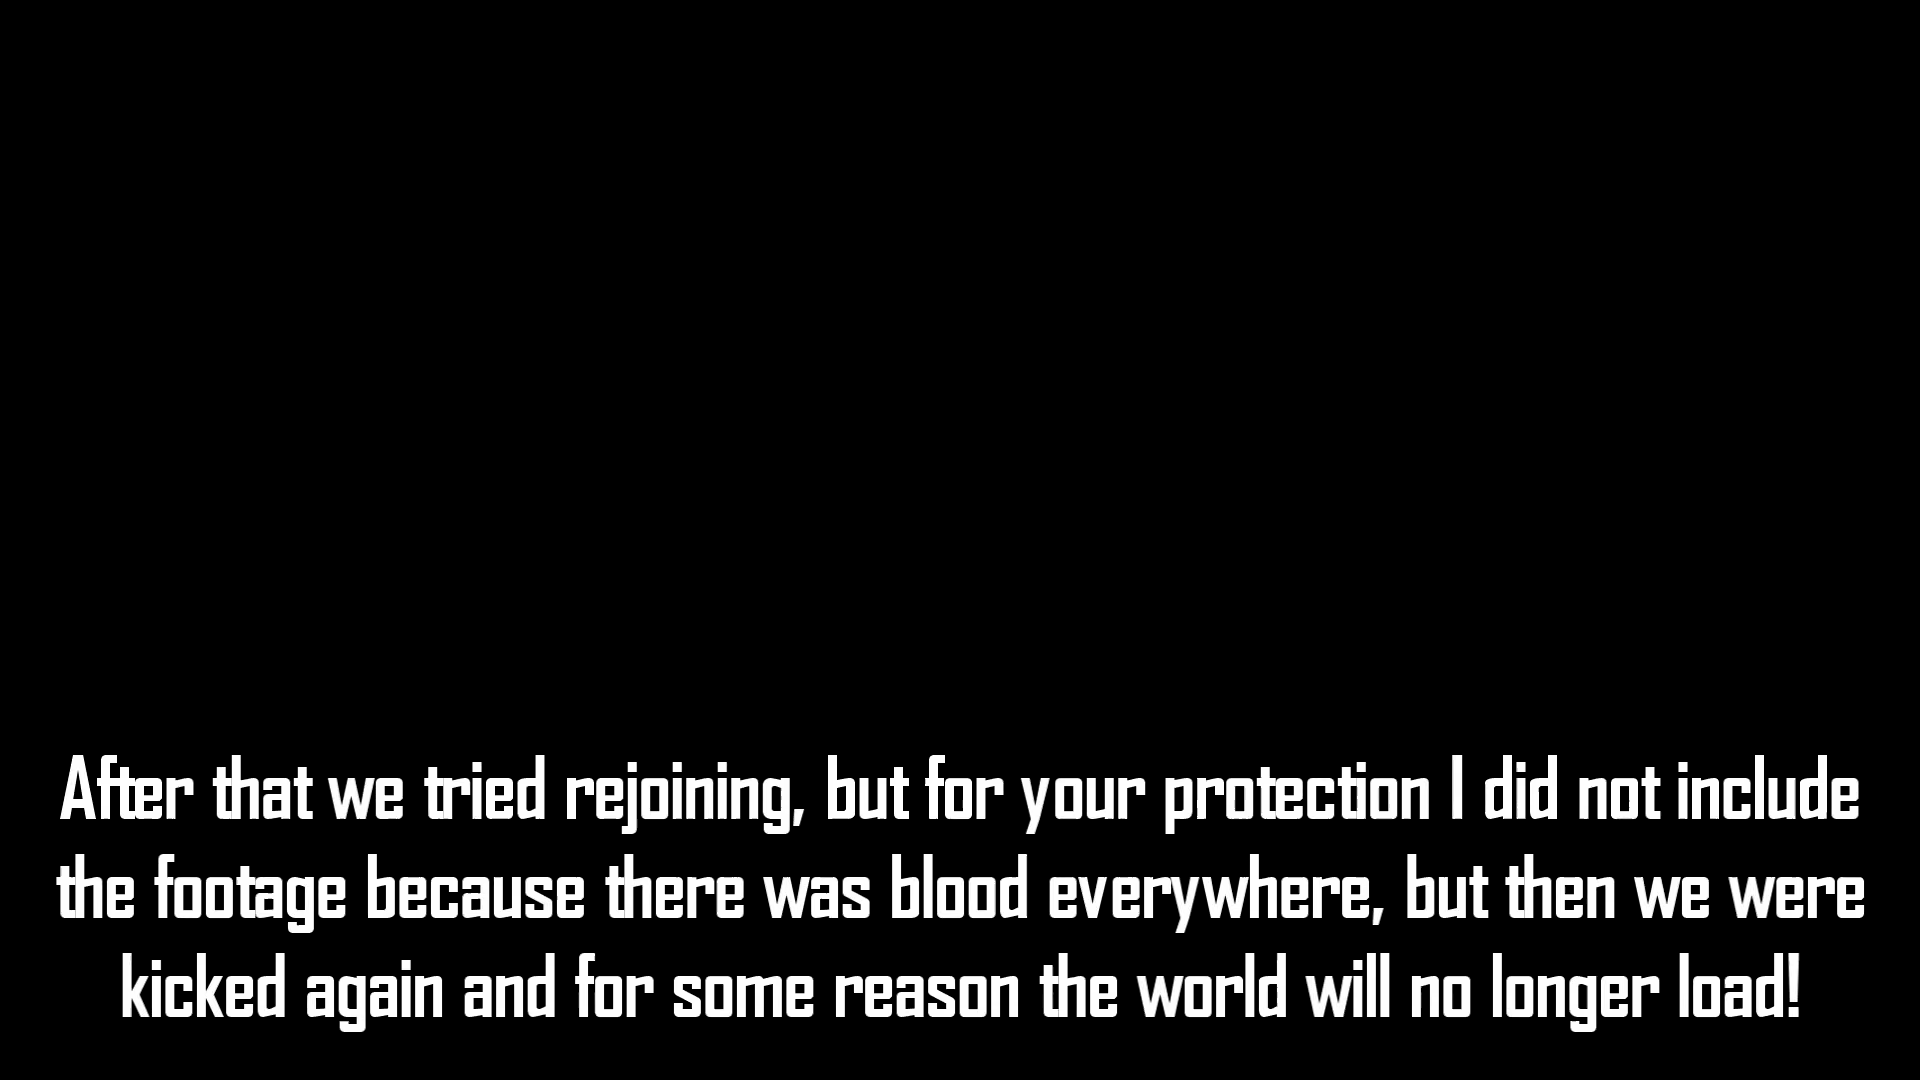 After that we tried rejoining, but for your protection I did not include
the footage because there was blood everywhere, but then we were
kicked again and for some reason the world will no longer load!